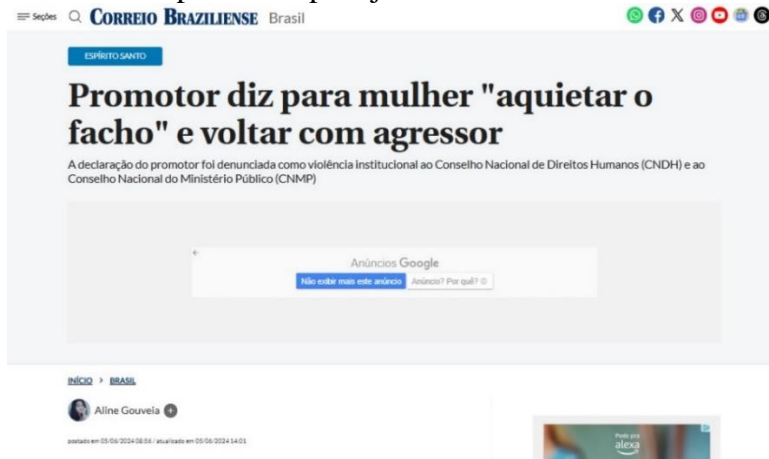 Seções CORREIO BRAZILIENSE Brasil
ESPÍRITO SANTO
Promotor diz para mulher "aquietar o
facho" e voltar com agressor
A declaração do promotor foi denunciada como violência institucional ao Conselho Nacional de Direitos Humanos (CNDH) e ao
Conselho Nacional do Ministério Público (CNMP)
Anúncios Google
Não exibir mais este anúncio Anúncio? Por quê?
INÍCIO > BRASIL
Aline Gouveia
postado em 05/06/2024 08:56 / atualizado em 05/06/2024 14:01
Pede pra
alexa